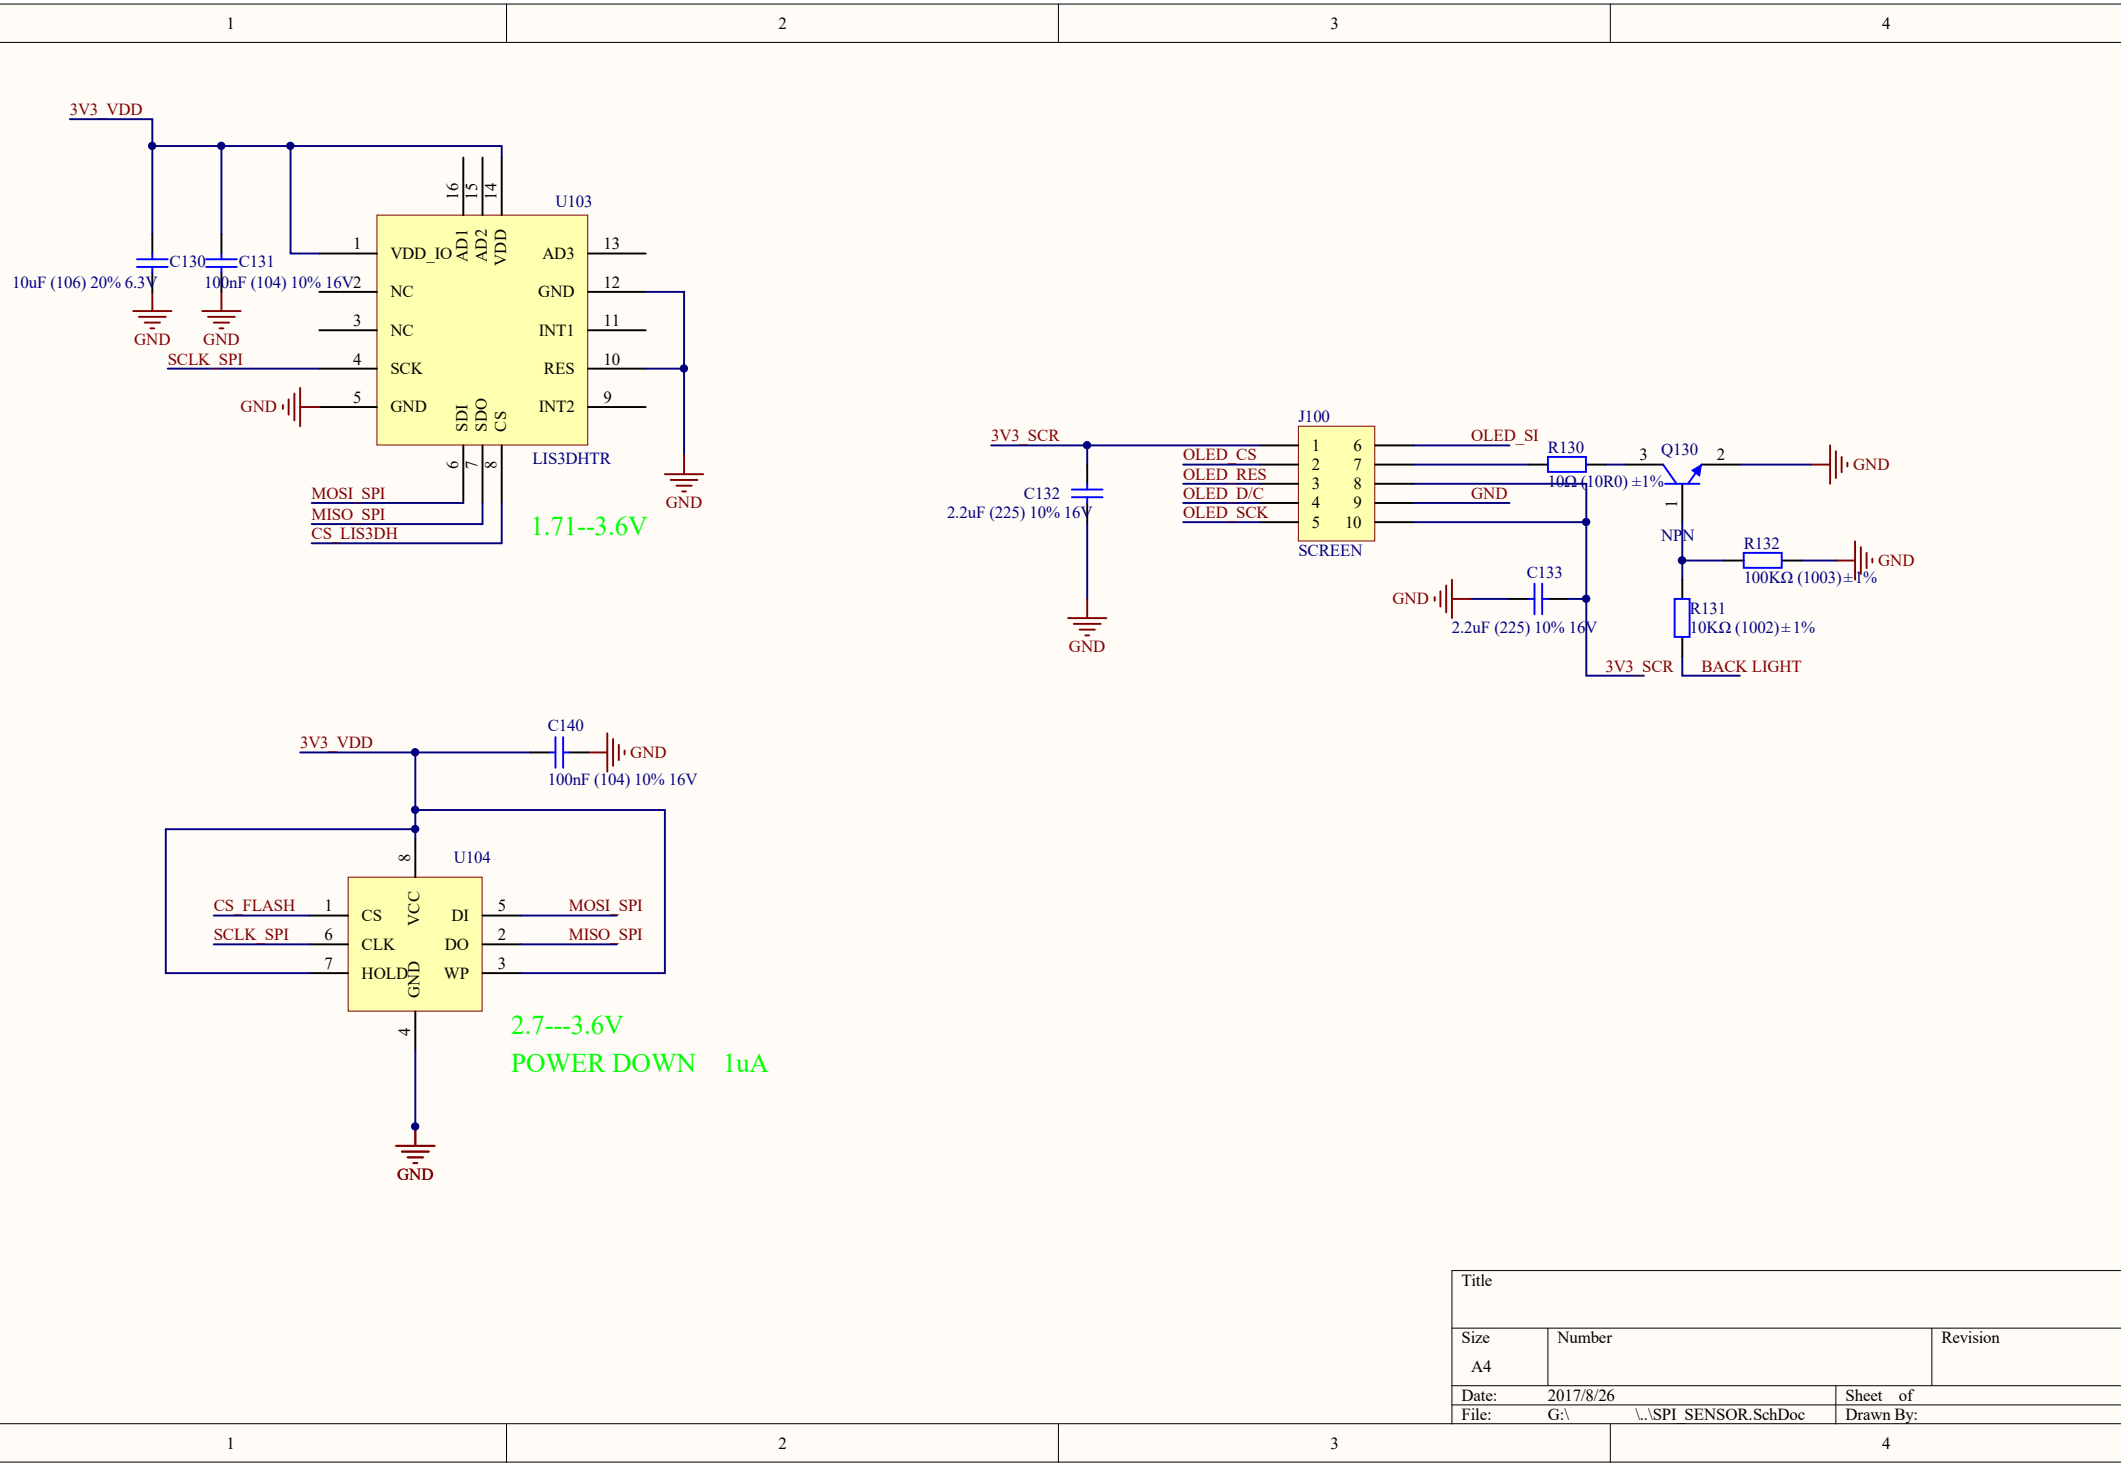 1 2 3 4
3V3_VDD
16 15 14
U103
1 VDD_IO AD1 AD2 VDD AD3 13
C130 C131
10uF (106) 20% 6.3V 100nF (104) 10% 16V 2 NC GND 12
3 NC INT1 11
GND GND
SCLK_SPI 4 SCK RES 10
GND 5 GND SDI SDO CS INT2 9
6 7 8 LIS3DHTR
MOSI_SPI
MISO_SPI
CS_LIS3DH
GND
1.71--3.6V
J100
3V3_SCR 1 6 OLED_SI
OLED_CS 2 7 R130 3 Q130 2 GND
OLED_RES 3 8 10Ω (10R0) ±1%
OLED_D/C 4 9 GND
OLED_SCK 5 10 1
C132
2.2uF (225) 10% 16V
SCREEN
NPN
R132 GND
100KΩ (1003)±1%
C133
GND
2.2uF (225) 10% 16V
R131
10KΩ (1002)±1%
GND
3V3_SCR BACK LIGHT
C140
3V3_VDD GND
100nF (104) 10% 16V
8 U104
CS_FLASH 1 CS VCC DI 5 MOSI_SPI
SCLK_SPI 6 CLK DO 2 MISO_SPI
7 HOLD GND WP 3
4
2.7---3.6V
POWER DOWN 1uA
GND
Title
Size Number Revision
A4
Date: 2017/8/26 Sheet of
File: G:\ \..\SPI_SENSOR.SchDoc Drawn By:
1 2 3 4